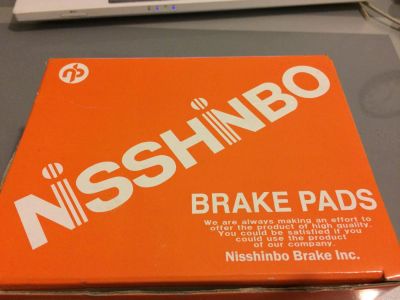 NISSHINBO
BRAKE PADS
We are always making an effort to
offer the product of high quality.
You could be satisfied if you
could use the product
of our company.
Nisshinbo Brake Inc.